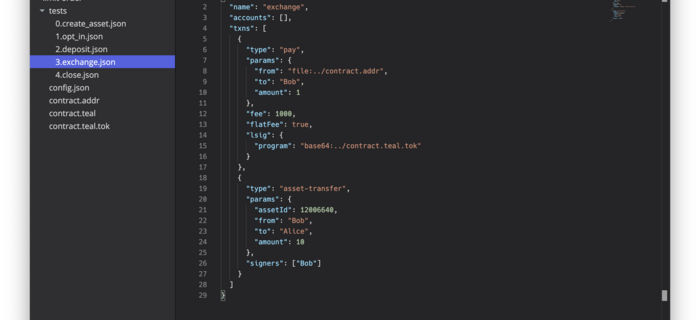 tests
0.create_asset.json
1.opt_in.json
2.deposit.json
3.exchange.json
4.close.json
config.json
contract.addr
contract.teal
contract.teal.tok
2 "name": "exchange",
3 "accounts": [],
4 "txns": [
5 {
6 "type": "pay",
7 "params": {
8 "from": "file:../contract.addr",
9 "to": "Bob",
10 "amount": 1
11 },
12 "fee": 1000,
13 "flatFee": true,
14 "lsig": {
15 "program": "base64:../contract.teal.tok"
16 }
17 },
18 {
19 "type": "asset-transfer",
20 "params": {
21 "assetId": 12006640,
22 "from": "Bob",
23 "to": "Alice",
24 "amount": 10
25 },
26 "signers": ["Bob"]
27 }
28 ]
29 }